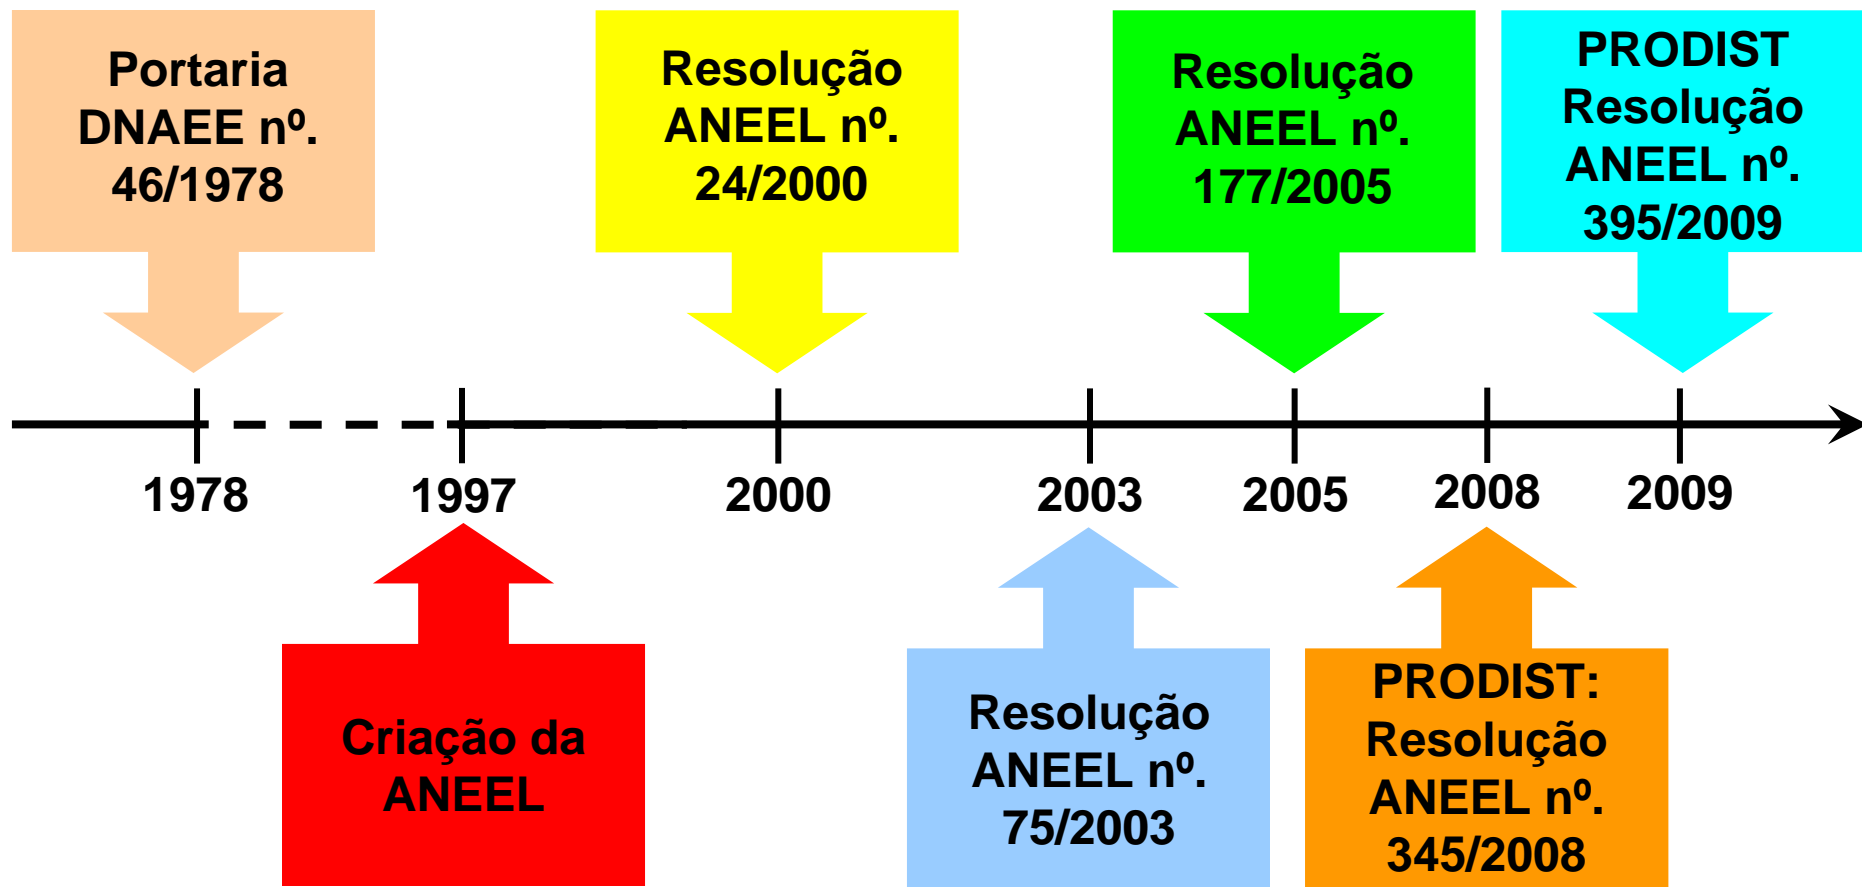 Portaria
DNAEE nº.
46/1978
Resolução
ANEEL nº.
24/2000
Resolução
ANEEL nº.
177/2005
PRODIST
Resolução
ANEEL nº.
395/2009
1978
1997
2000
2003
2005
2008
2009
Criação da
ANEEL
Resolução
ANEEL nº.
75/2003
PRODIST:
Resolução
ANEEL nº.
345/2008